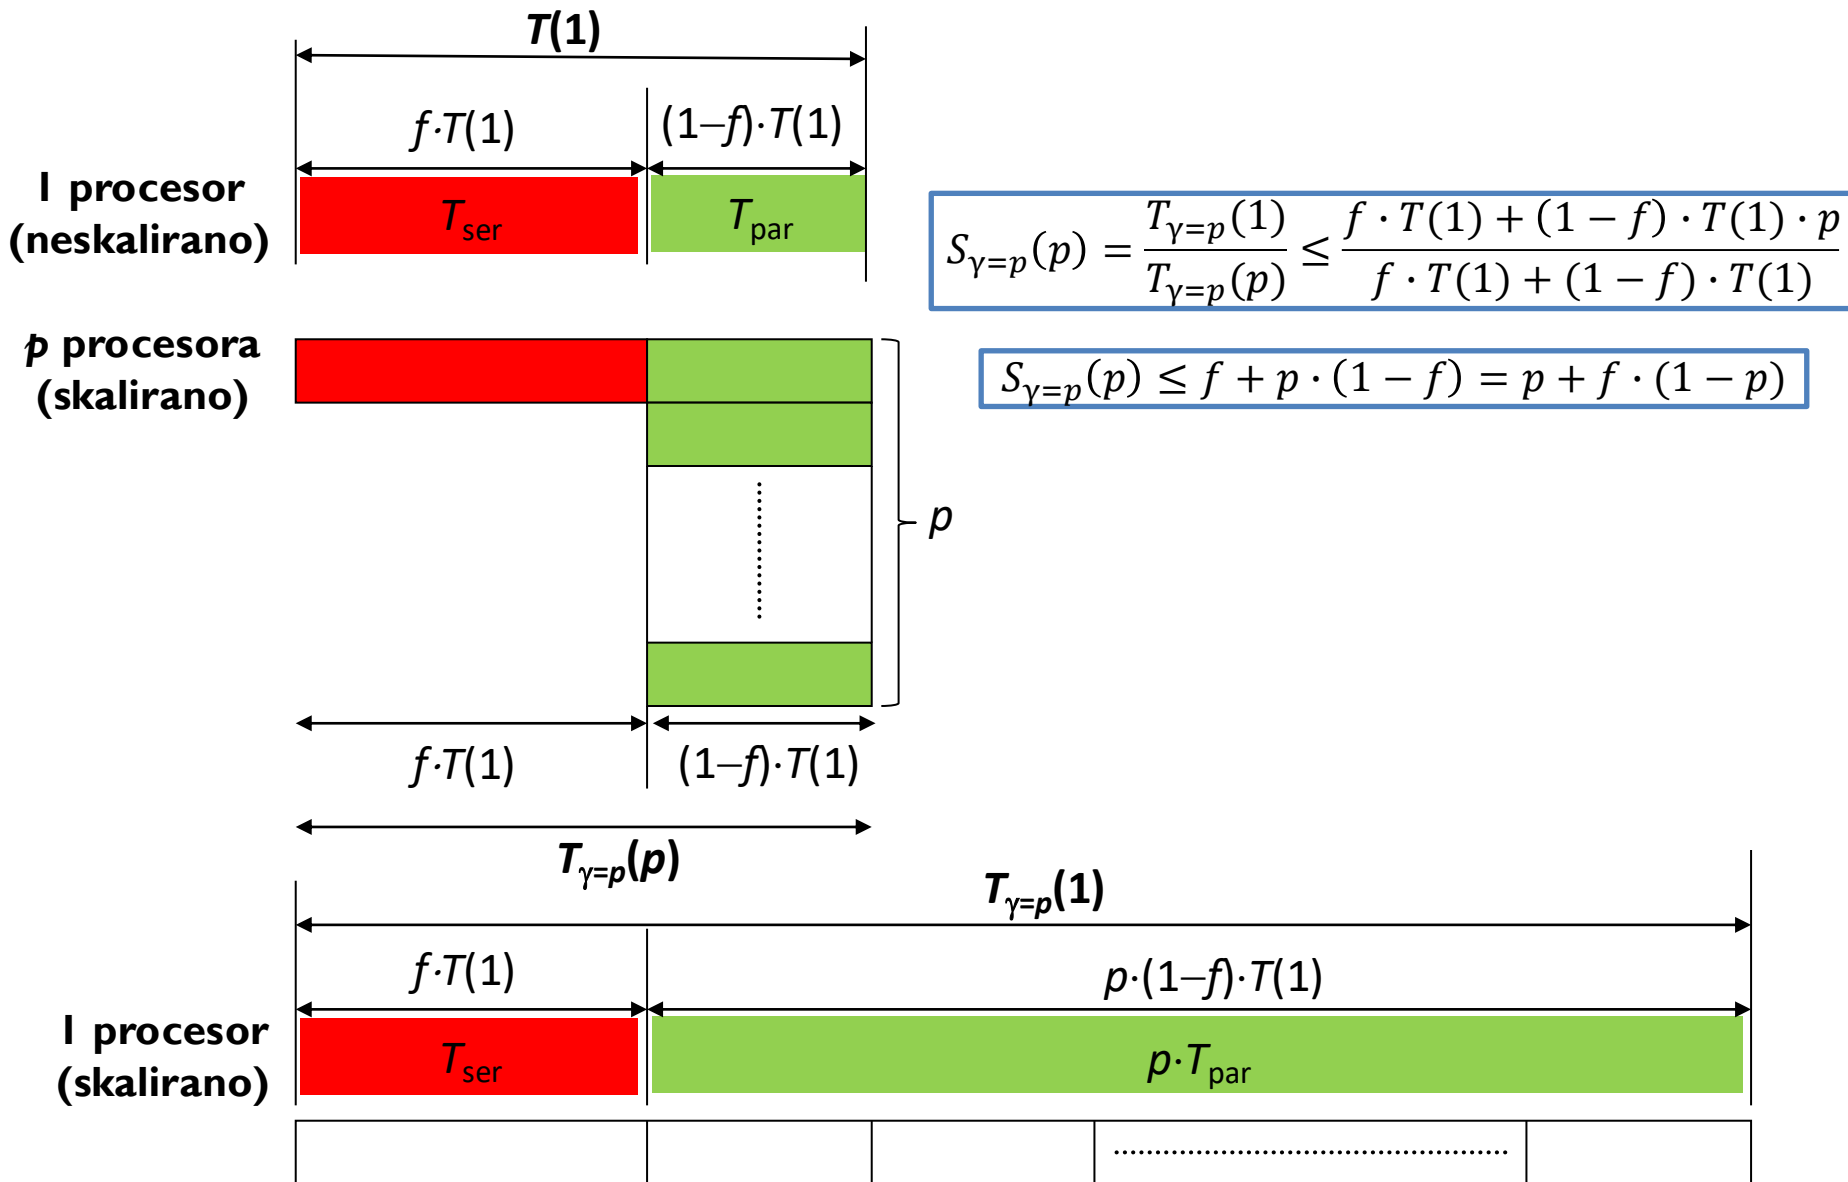 T(1)
f·T(1)
(1–f)·T(1)
1 procesor
(neskalirano)
T_ser
T_par
S_γ=p(p) = T_γ=p(1) / T_γ=p(p) ≤ (f · T(1) + (1 − f) · T(1) · p) / (f · T(1) + (1 − f) · T(1))
p procesora
(skalirano)
S_γ=p(p) ≤ f + p · (1 − f) = p + f · (1 − p)
p
f·T(1)
(1–f)·T(1)
T_γ=p(p)
T_γ=p(1)
f·T(1)
p·(1–f)·T(1)
1 procesor
(skalirano)
T_ser
p·T_par